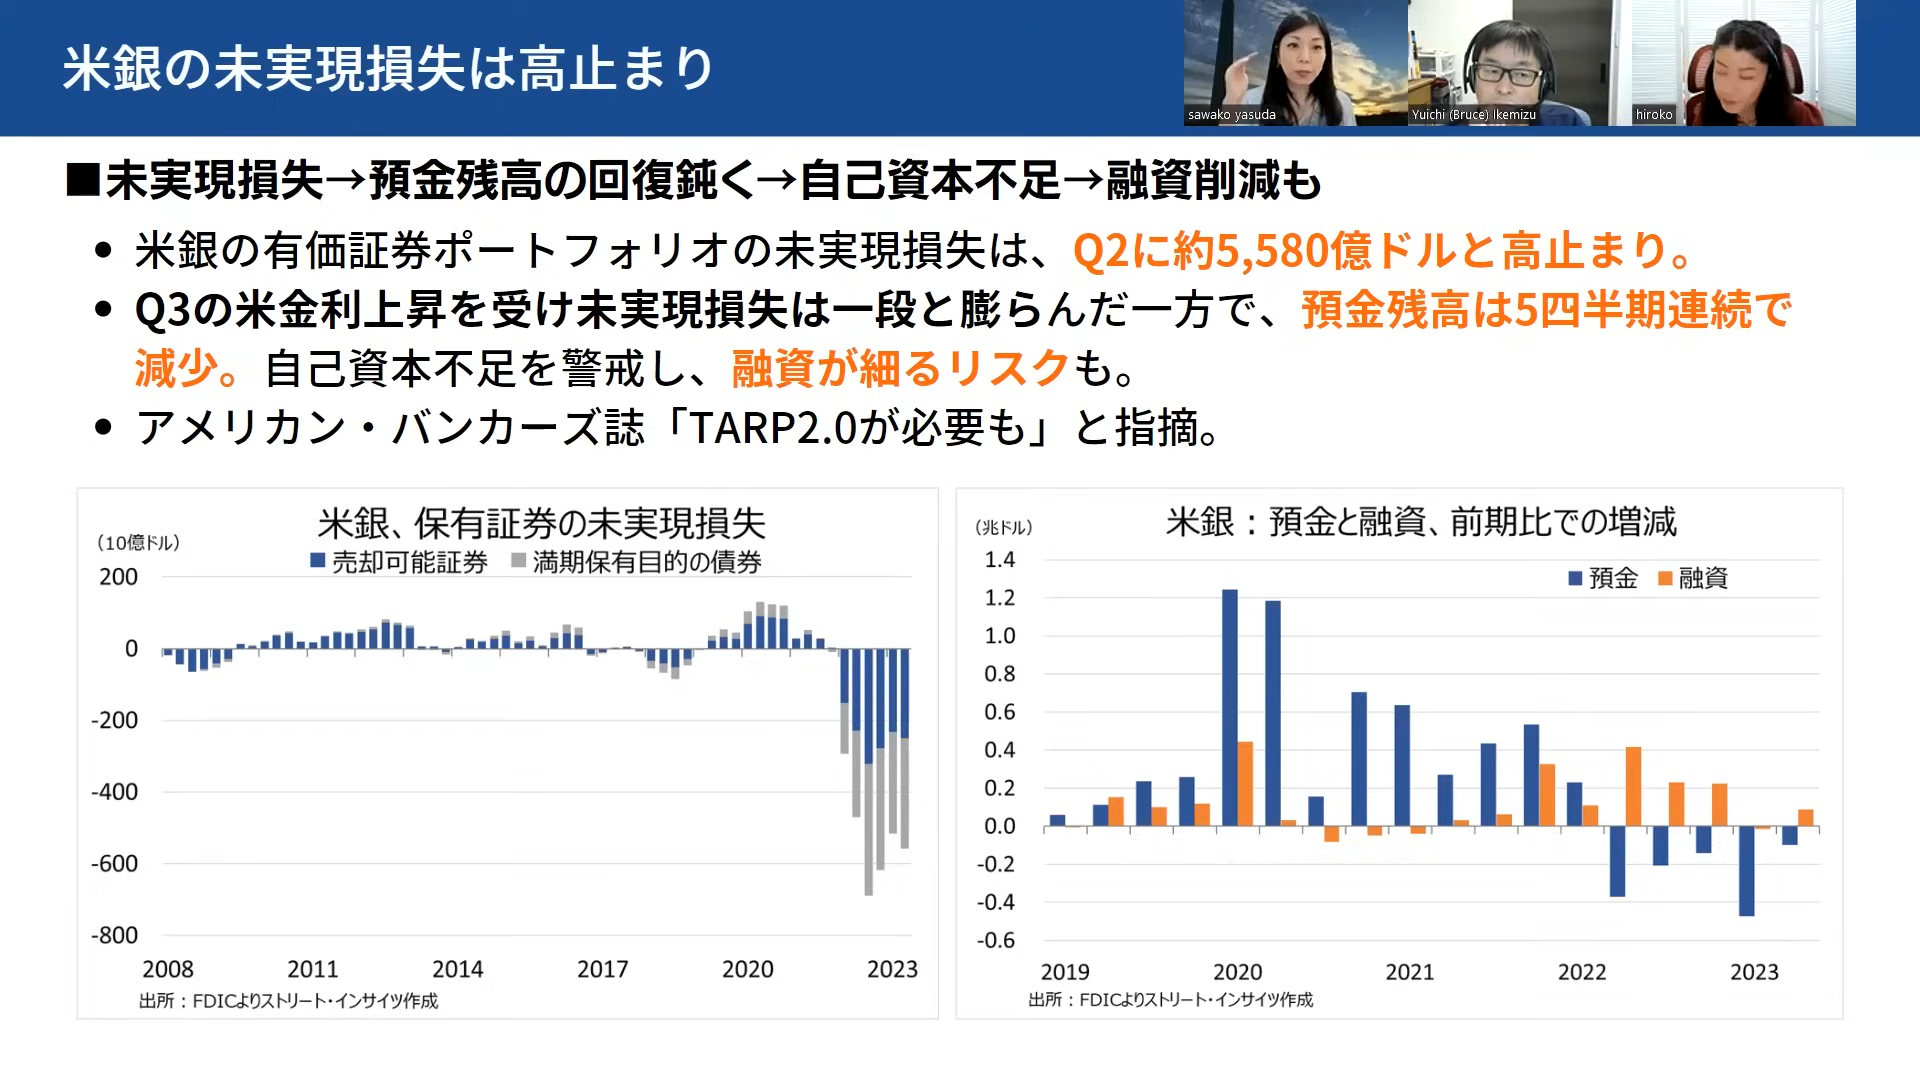 米銀の未実現損失は高止まり
sawako yasuda
Yuichi (Bruce) Ikemizu
hiroko
■未実現損失→預金残高の回復鈍く→自己資本不足→融資削減も
• 米銀の有価証券ポートフォリオの未実現損失は、Q2に約5,580億ドルと高止まり。
• Q3の米金利上昇を受け未実現損失は一段と膨らんだ一方で、預金残高は5四半期連続で
減少。自己資本不足を警戒し、融資が細るリスクも。
• アメリカン・バンカーズ誌「TARP2.0が必要も」と指摘。
米銀、保有証券の未実現損失
（10億ドル）
■売却可能証券 ■満期保有目的の債券
200
0
-200
-400
-600
-800
2008 2011 2014 2017 2020 2023
出所：FDICよりストリート・インサイツ作成
米銀：預金と融資、前期比での増減
（兆ドル）
■預金 ■融資
1.4
1.2
1.0
0.8
0.6
0.4
0.2
0.0
-0.2
-0.4
-0.6
2019 2020 2021 2022 2023
出所：FDICよりストリート・インサイツ作成